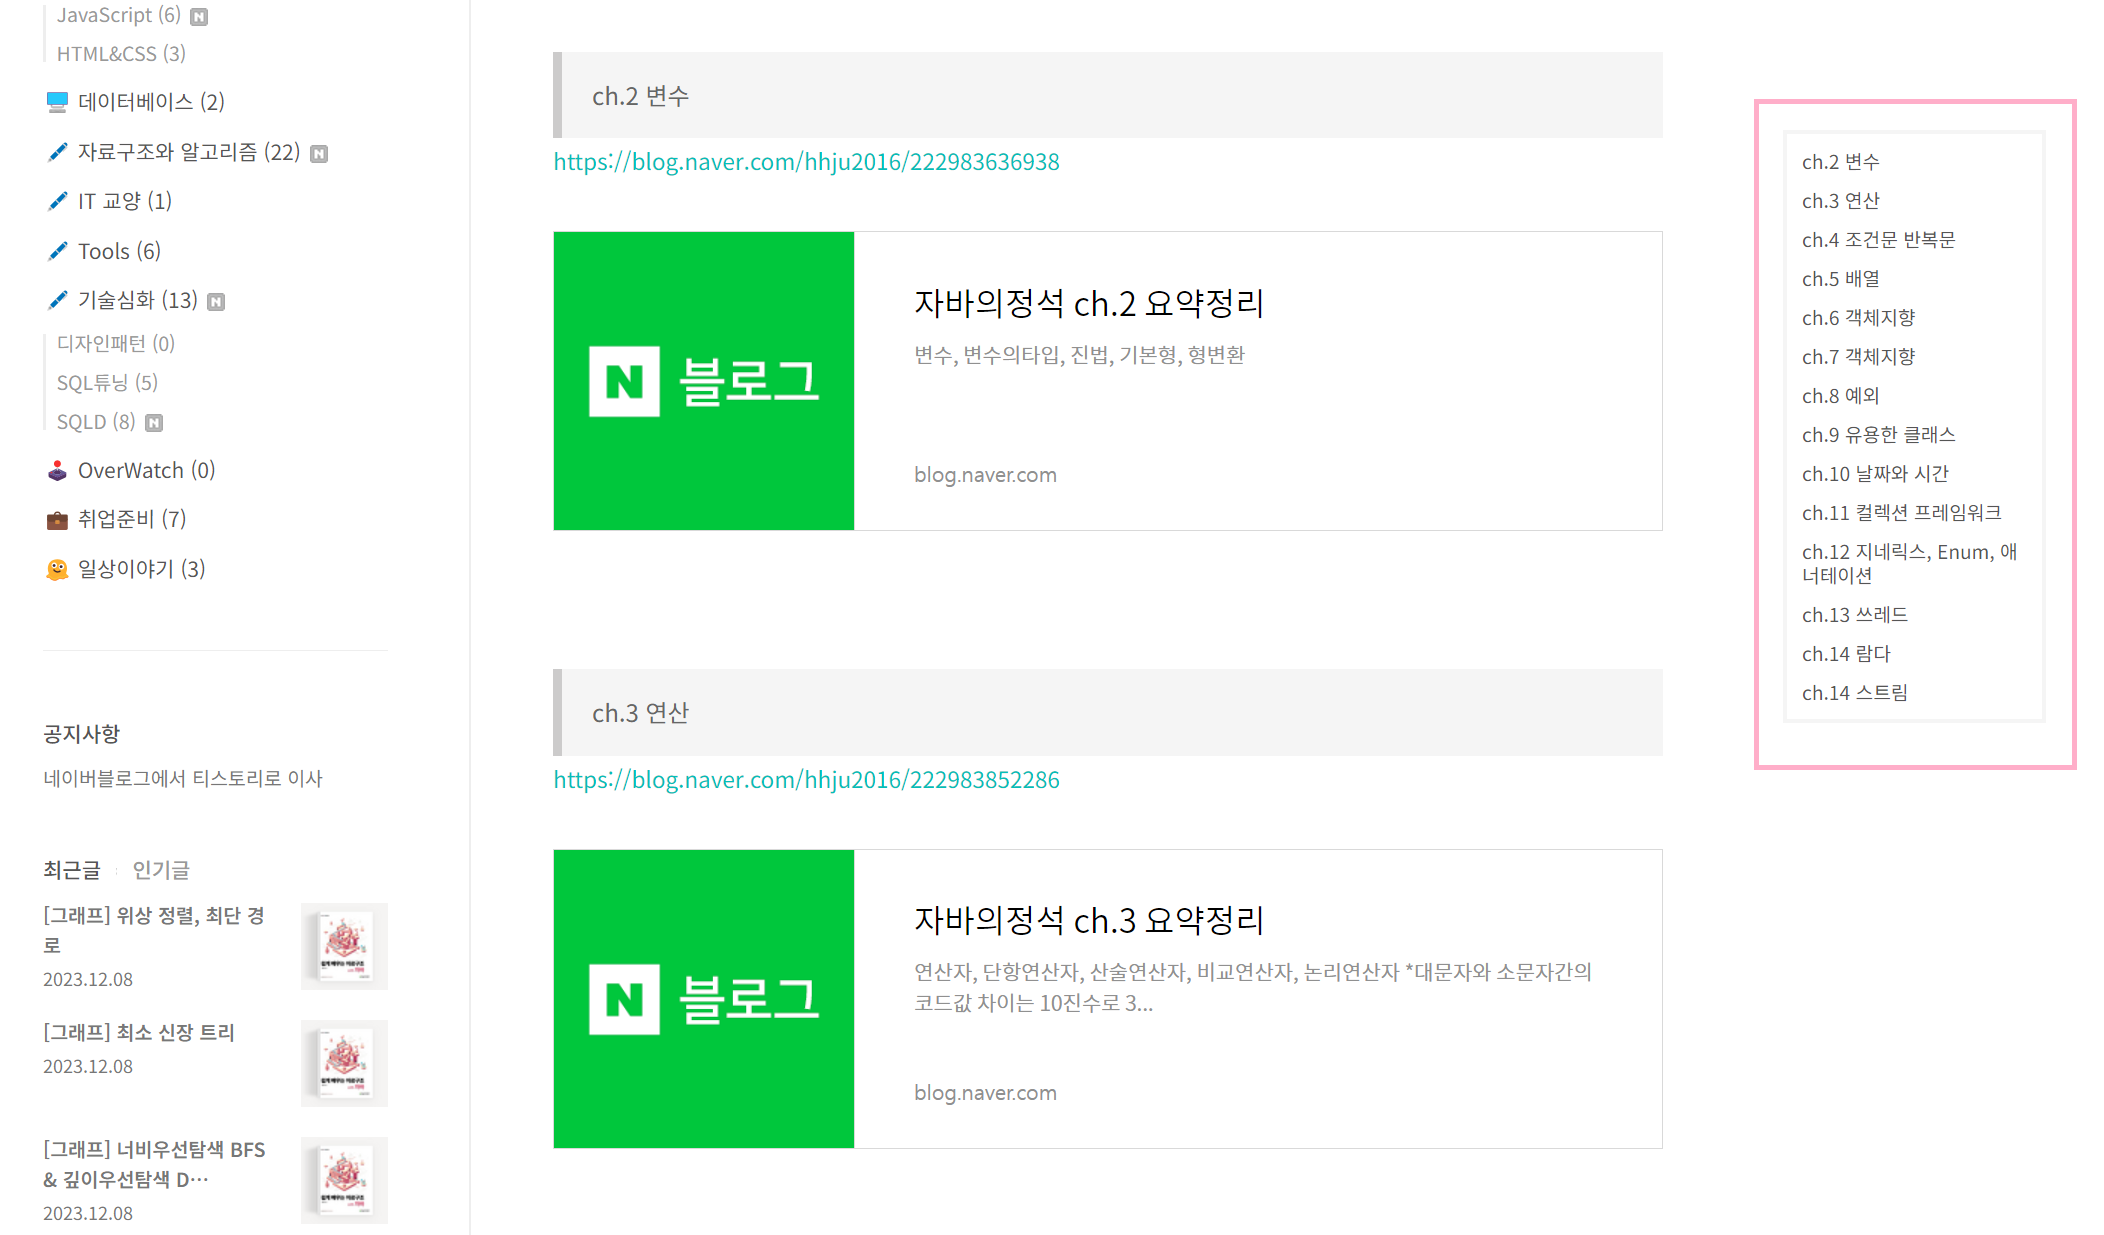 JavaScript (6) N
HTML&CSS (3)
데이터베이스 (2)
자료구조와 알고리즘 (22) N
IT 교양 (1)
Tools (6)
기술심화 (13) N
디자인패턴 (0)
SQL튜닝 (5)
SQLD (8) N
OverWatch (0)
취업준비 (7)
일상이야기 (3)
공지사항
네이버블로그에서 티스토리로 이사
최근글
인기글
[그래프] 위상 정렬, 최단 경
로
2023.12.08
[그래프] 최소 신장 트리
2023.12.08
[그래프] 너비우선탐색 BFS
& 깊이우선탐색 D…
2023.12.08
ch.2 변수
https://blog.naver.com/hhju2016/222983636938
N 블로그
자바의정석 ch.2 요약정리
변수, 변수의타입, 진법, 기본형, 형변환
blog.naver.com
ch.3 연산
https://blog.naver.com/hhju2016/222983852286
N 블로그
자바의정석 ch.3 요약정리
연산자, 단항연산자, 산술연산자, 비교연산자, 논리연산자 *대문자와 소문자간의
코드값 차이는 10진수로 3...
blog.naver.com
ch.2 변수
ch.3 연산
ch.4 조건문 반복문
ch.5 배열
ch.6 객체지향
ch.7 객체지향
ch.8 예외
ch.9 유용한 클래스
ch.10 날짜와 시간
ch.11 컬렉션 프레임워크
ch.12 지네릭스, Enum, 애
너테이션
ch.13 쓰레드
ch.14 람다
ch.14 스트림